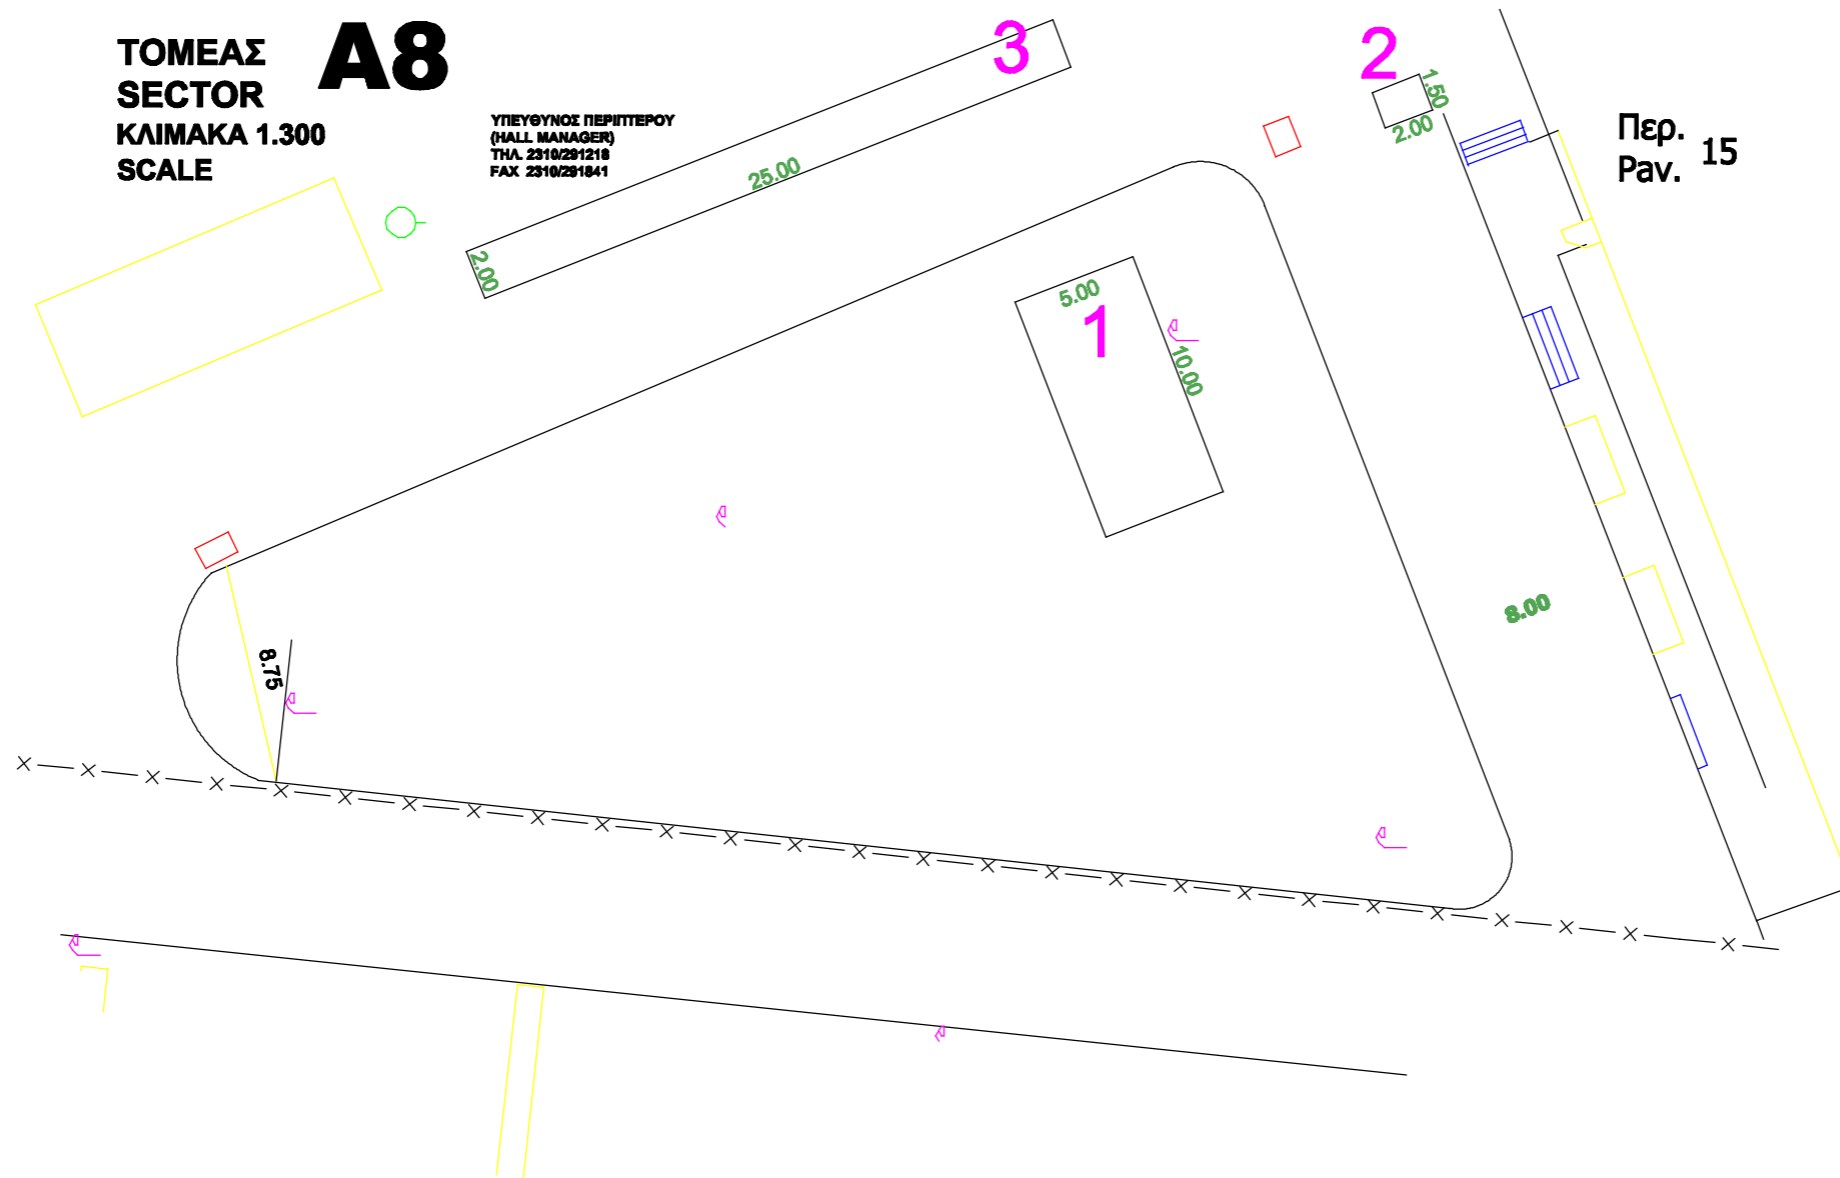 ΤΟΜΕΑΣ A8
SECTOR
ΚΛΙΜΑΚΑ 1.300
SCALE
ΥΠΕΥΘΥΝΟΣ ΠΕΡΙΠΤΕΡΟΥ
(HALL MANAGER)
ΤΗΛ. 2310/291218
FAX 2310/291841
3
2
1.50
2.00
Περ.
Pav. 15
25.00
2.00
5.00
1
10.00
8.00
8.75